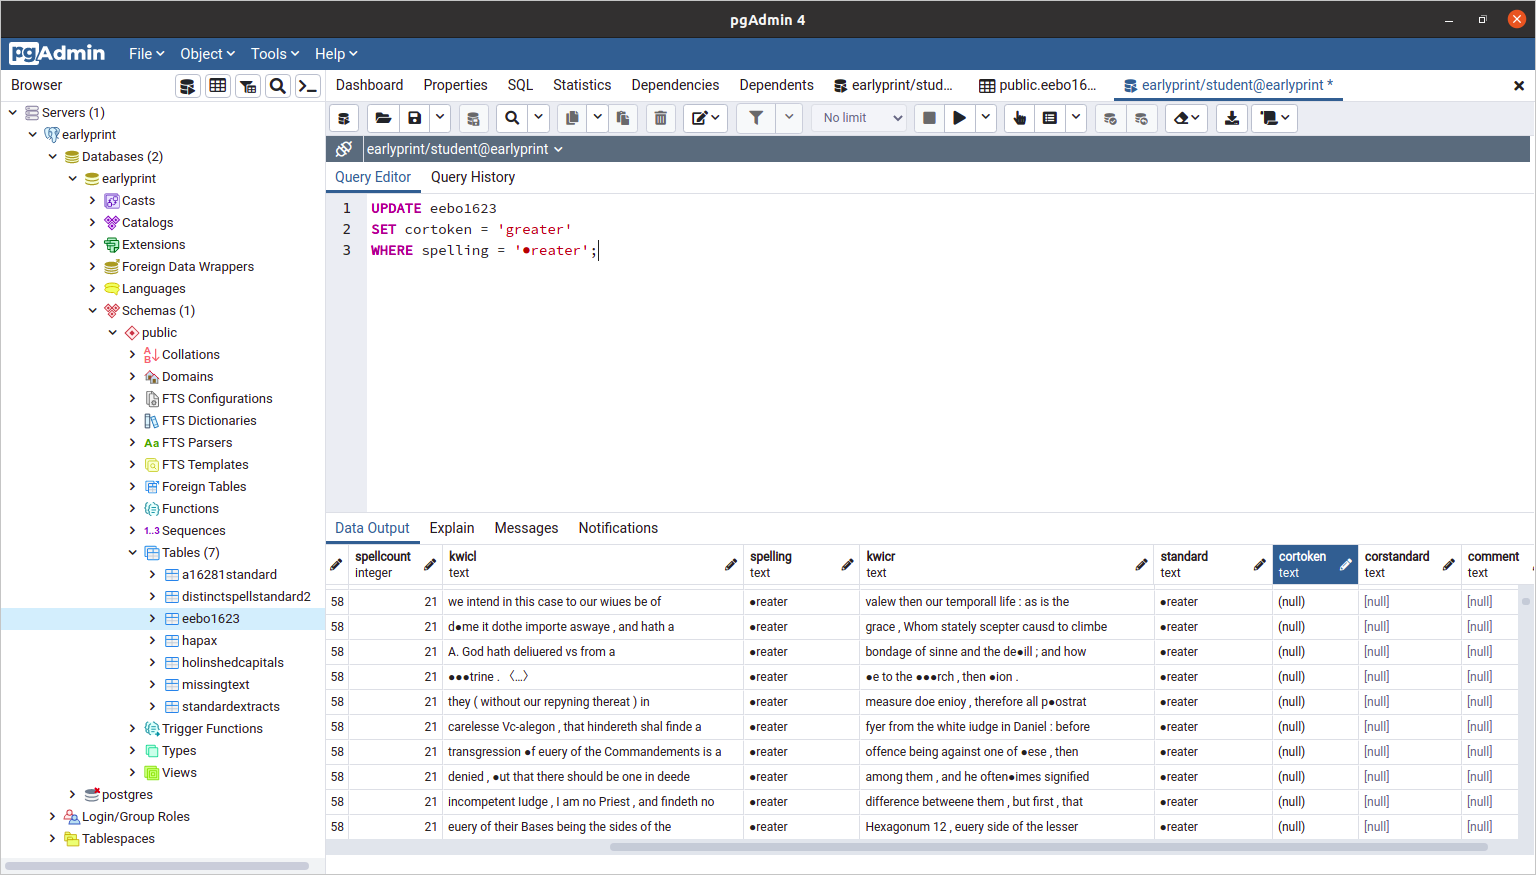 pgAdmin 4
pgAdmin File Object Tools Help
Browser
Dashboard Properties SQL Statistics Dependencies Dependents earlyprint/stud... public.eebo16... earlyprint/student@earlyprint *
No limit
earlyprint/student@earlyprint
Query Editor Query History
1 UPDATE eebo1623
2 SET cortoken = 'greater'
3 WHERE spelling = '●reater';
Servers (1)
earlyprint
Databases (2)
earlyprint
Casts
Catalogs
Extensions
Foreign Data Wrappers
Languages
Schemas (1)
public
Collations
Domains
FTS Configurations
FTS Dictionaries
Aa FTS Parsers
FTS Templates
Foreign Tables
Functions
1..3 Sequences
Tables (7)
a16281standard
distinctspellstandard2
eebo1623
hapax
holinshedcapitals
missingtext
standardextracts
Trigger Functions
Types
Views
postgres
Login/Group Roles
Tablespaces
Data Output Explain Messages Notifications
spellcount kwicl spelling kwicr standard cortoken corstandard comment
integer text text text text text text text
58 21 we intend in this case to our wiues be of ●reater valew then our temporall life : as is the ●reater (null) [null] [null]
58 21 d●me it dothe importe aswaye , and hath a ●reater grace , Whom stately scepter causd to climbe ●reater (null) [null] [null]
58 21 A. God hath deliuered vs from a ●reater bondage of sinne and the de●ill ; and how ●reater (null) [null] [null]
58 21 ●●●trine . 〈...〉 ●reater ●e to the ●●●rch , then ●ion . ●reater (null) [null] [null]
58 21 they ( without our repyning thereat ) in ●reater measure doe enioy , therefore all p●ostrat ●reater (null) [null] [null]
58 21 carelesse Vc-alegon , that hindereth shal finde a ●reater fyer from the white iudge in Daniel : before ●reater (null) [null] [null]
58 21 transgression ●f euery of the Commandements is a ●reater offence being against one of ●ese , then ●reater (null) [null] [null]
58 21 denied , ●ut that there should be one in deede ●reater among them , and he often●imes signified ●reater (null) [null] [null]
58 21 incompetent Iudge , I am no Priest , and findeth no ●reater difference betweene them , but first , that ●reater (null) [null] [null]
58 21 euery of their Bases being the sides of the ●reater Hexagonum 12 , euery side of the lesser ●reater (null) [null] [null]